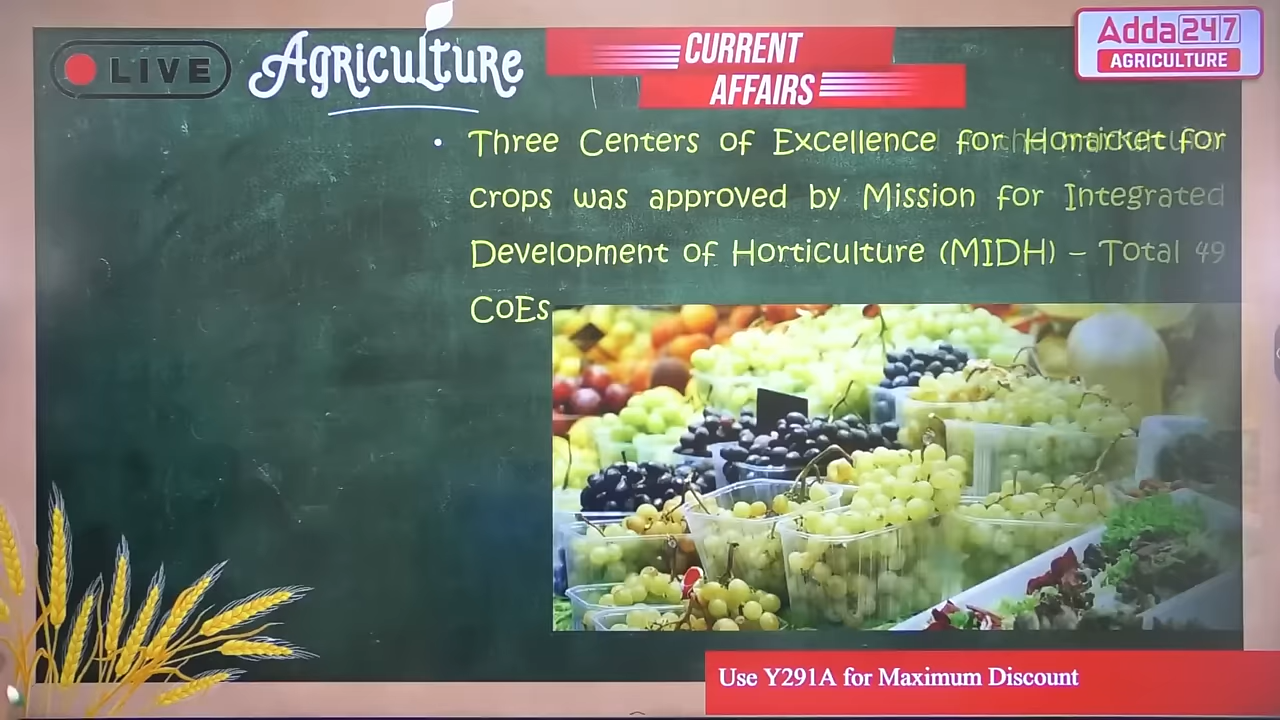 LIVE
Agriculture
CURRENT
AFFAIRS
Adda247
AGRICULTURE
• Three Centers of Excellence for for
crops was approved by Mission for Integrated
Development of Horticulture (MIDH) – Total 49
CoEs
Use Y291A for Maximum Discount